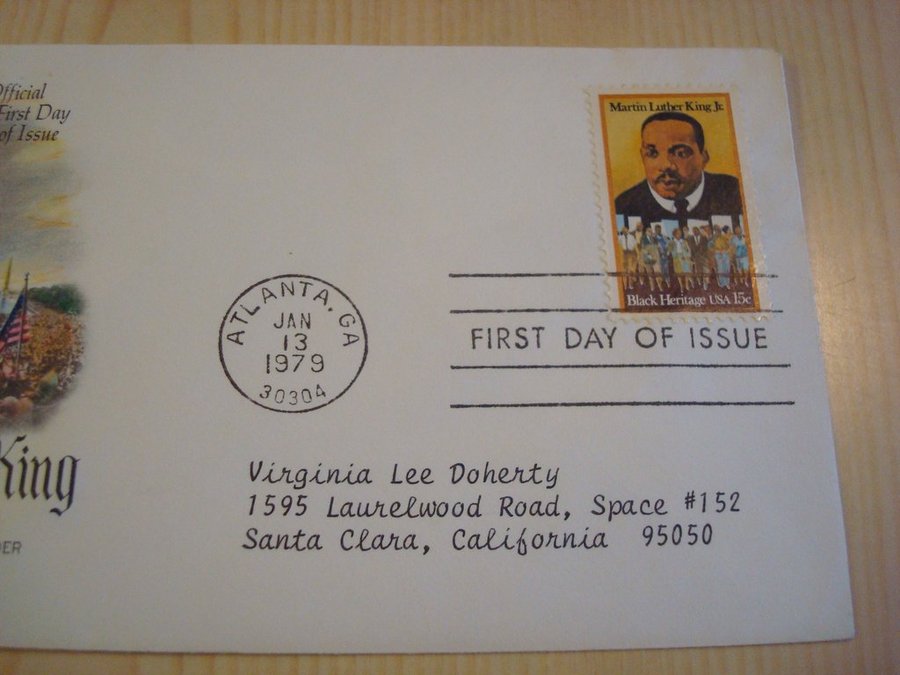 Official
First Day
of Issue
Martin Luther King Jr.
Black Heritage USA 15c
ATLANTA, GA
JAN
13
1979
30304
FIRST DAY OF ISSUE
King
Virginia Lee Doherty
1595 Laurelwood Road, Space #152
Santa Clara, California 95050